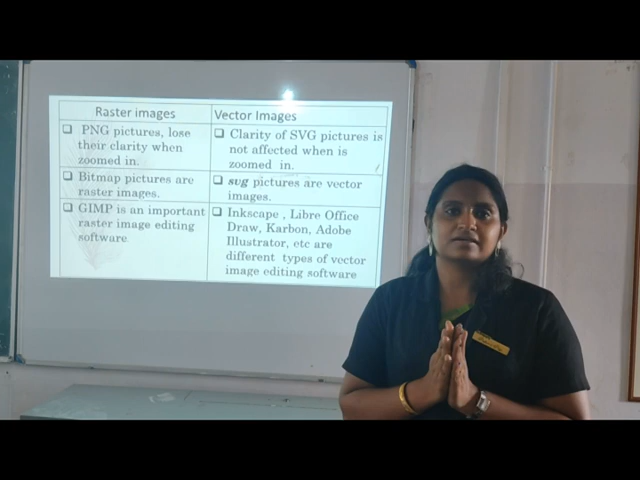 Raster images
Vector Images
❑ PNG pictures, lose
their clarity when
zoomed in.
❑ Clarity of SVG pictures is
not affected when is
zoomed in.
❑ Bitmap pictures are
raster images.
❑ svg pictures are vector
images.
❑ GIMP is an important
raster image editing
software.
❑ Inkscape , Libre Office
Draw, Karbon, Adobe
Illustrator, etc are
different types of vector
image editing software